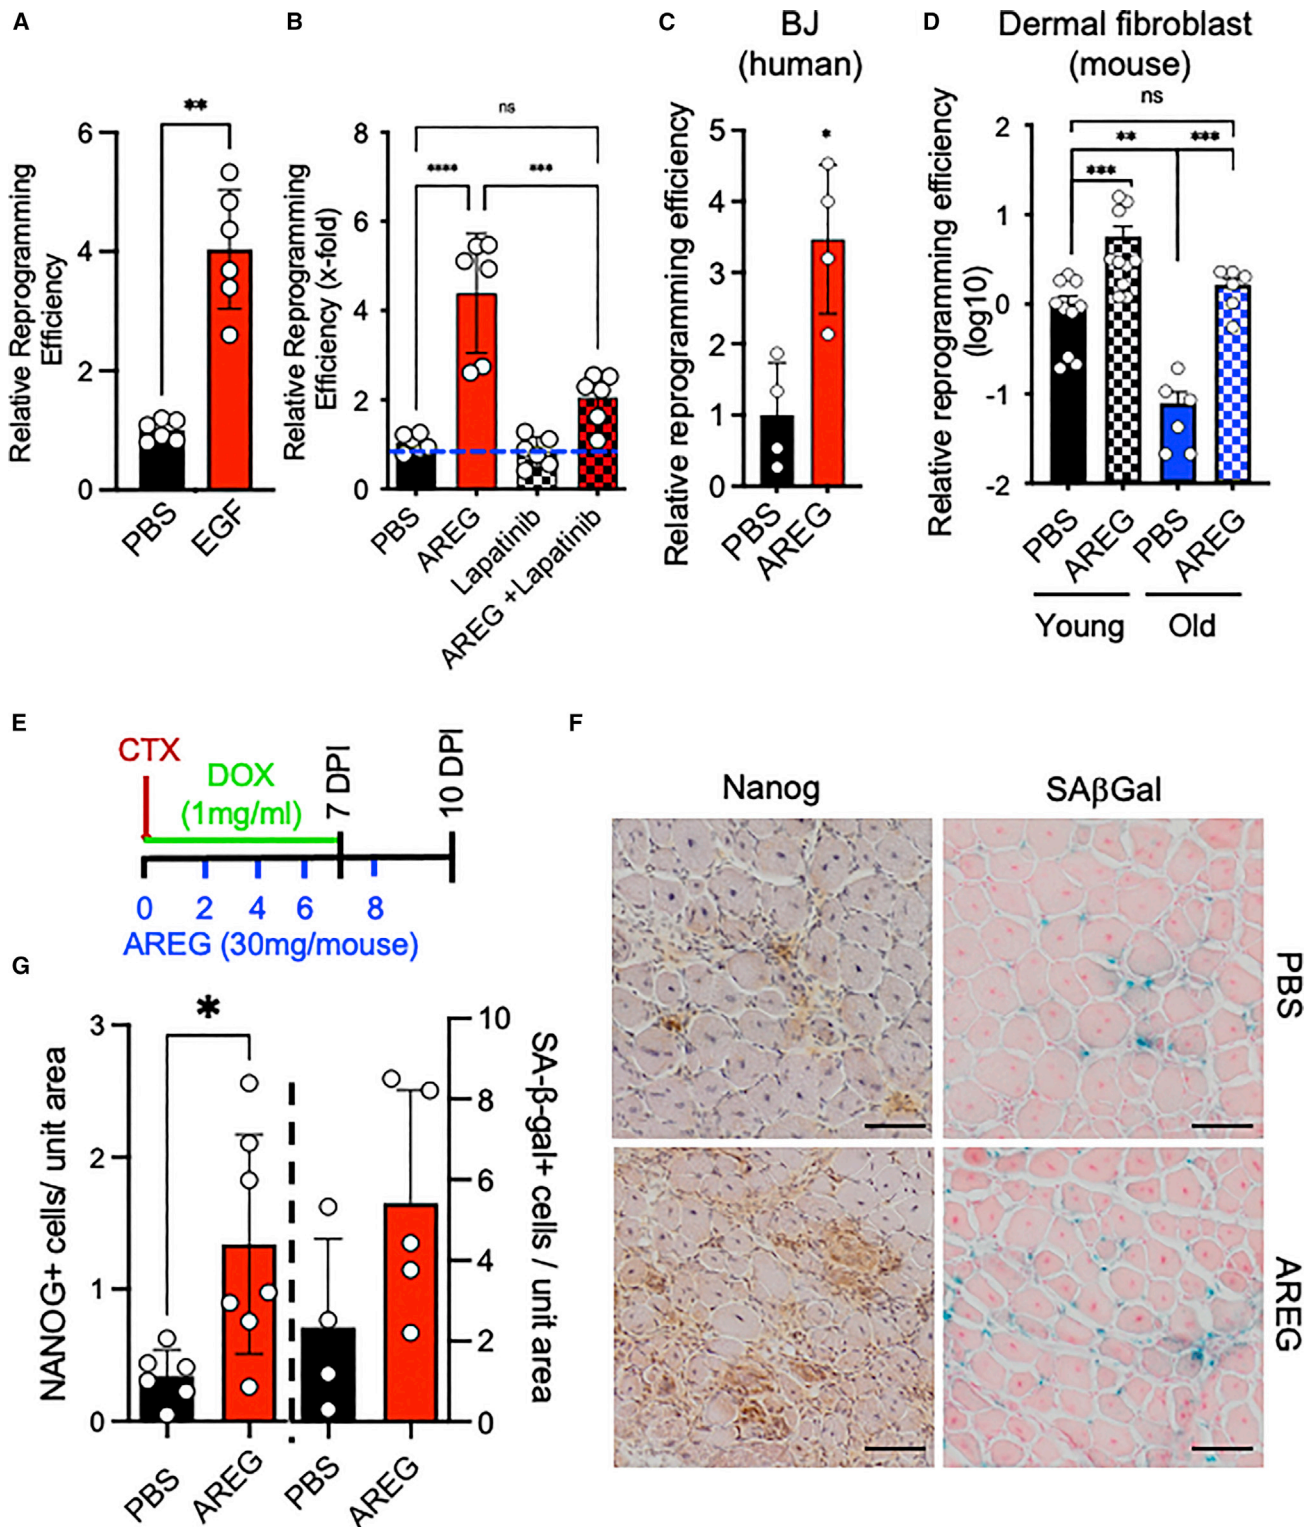 A
Relative Reprogramming
Efficiency
6
4
2
0
**
PBS
EGF
B
Relative Reprogramming
Efficiency (x-fold)
8
6
4
2
0
ns
****
***
PBS
AREG
Lapatinib
AREG +Lapatinib
C
BJ
(human)
Relative reprogramming efficiency
5
4
3
2
1
0
*
PBS
AREG
D
Dermal fibroblast
(mouse)
Relative reprogramming efficiency
(log10)
2
1
0
-1
-2
ns
**
***
***
PBS
AREG
PBS
AREG
Young
Old
E
CTX
DOX
(1mg/ml)
7 DPI
10 DPI
0 2 4 6 8
AREG (30mg/mouse)
F
Nanog
SAβGal
PBS
AREG
G
NANOG+ cells/ unit area
3
2
1
0
*
10
8
6
4
2
0
SA-β-gal+ cells / unit area
PBS
AREG
PBS
AREG